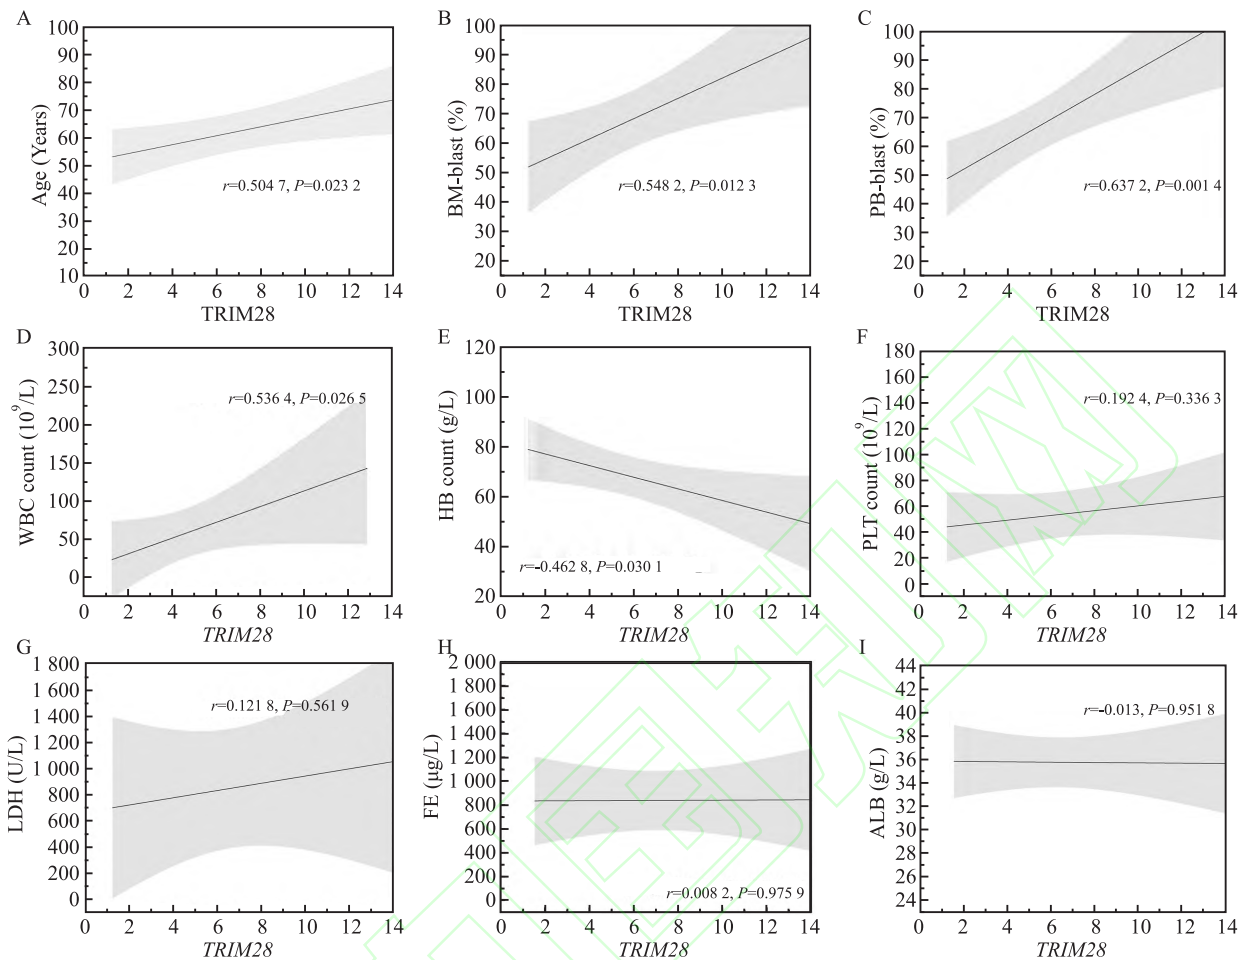 A
100
90
80
70
60
50
40
30
20
10
Age (Years)
r=0.504 7, P=0.023 2
0 2 4 6 8 10 12 14
TRIM28
B
100
90
80
70
60
50
40
30
20
BM-blast (%)
r=0.548 2, P=0.012 3
0 2 4 6 8 10 12 14
TRIM28
C
100
90
80
70
60
50
40
30
20
PB-blast (%)
r=0.637 2, P=0.001 4
0 2 4 6 8 10 12 14
TRIM28
D
300
250
200
150
100
50
0
WBC count (10⁹/L)
r=0.536 4, P=0.026 5
0 2 4 6 8 10 12 14
TRIM28
E
120
100
80
60
40
20
HB count (g/L)
r=-0.462 8, P=0.030 1
0 2 4 6 8 10 12 14
TRIM28
F
180
160
140
120
100
80
60
40
20
0
PLT count (10⁹/L)
r=0.192 4, P=0.336 3
0 2 4 6 8 10 12 14
TRIM28
G
1 800
1 600
1 400
1 200
1 000
800
600
400
200
0
LDH (U/L)
r=0.121 8, P=0.561 9
0 2 4 6 8 10 12 14
TRIM28
H
2 000
1 800
1 600
1 400
1 200
1 000
800
600
400
200
0
FE (μg/L)
r=0.008 2, P=0.975 9
0 2 4 6 8 10 12 14
TRIM28
I
44
42
40
38
36
34
32
30
28
26
24
23
ALB (g/L)
r=-0.013, P=0.951 8
0 2 4 6 8 10 12 14
TRIM28